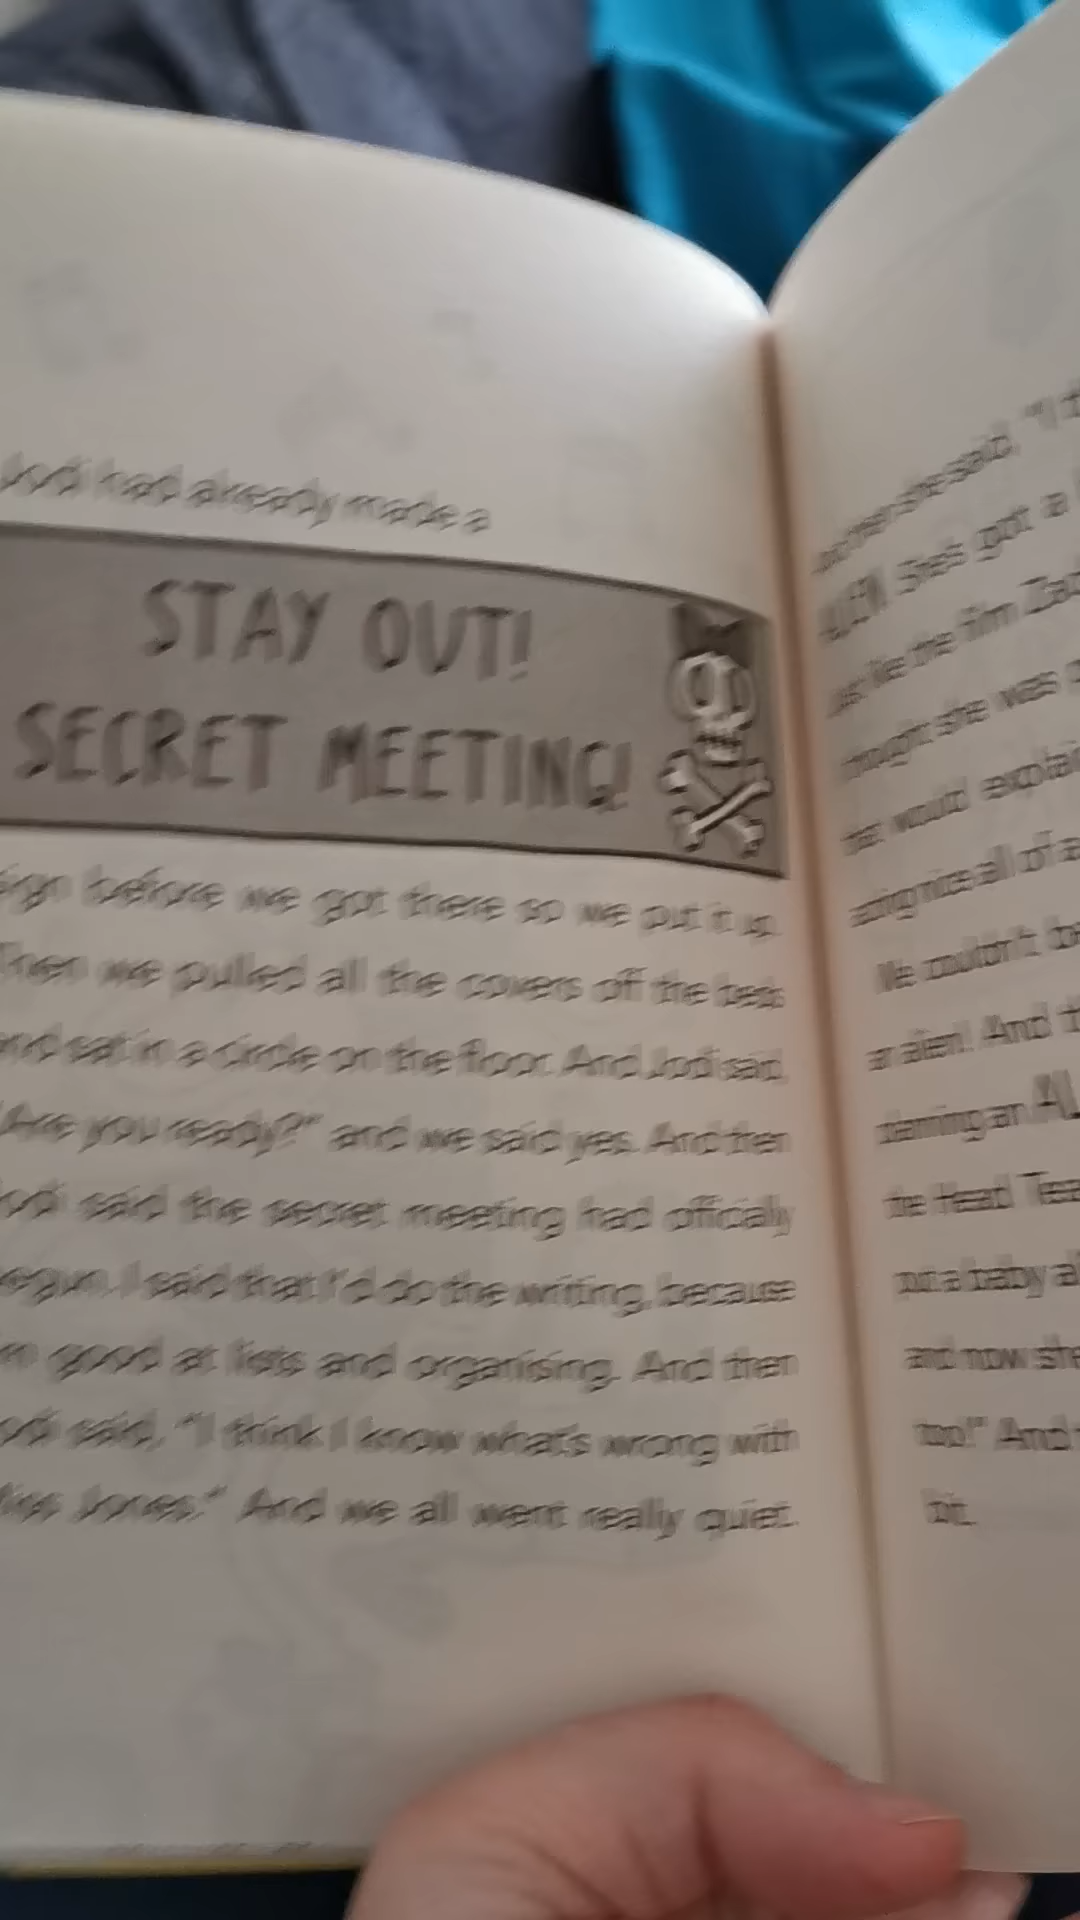 Jodi had already made a
STAY OUT!
SECRET MEETING!
sign before we got there so we put it up.
Then we pulled all the covers off the beds
and sat in a circle on the floor. And Jodi said,
"Are you ready?" and we said yes. And then
Jodi said the secret meeting had officially
begun. I said that I'd do the writing, because
I'm good at lists and organising. And then
Jodi said, "I think I know what's wrong with
Miss Jones." And we all went really quiet.
then she said, "I
ALIEN! She's got a
just like the film Zach
thought she was
that would explain
acting nice all of a
We couldn't
an alien! And
planning an
the Head
put a baby
and now she
too!" And
bit.